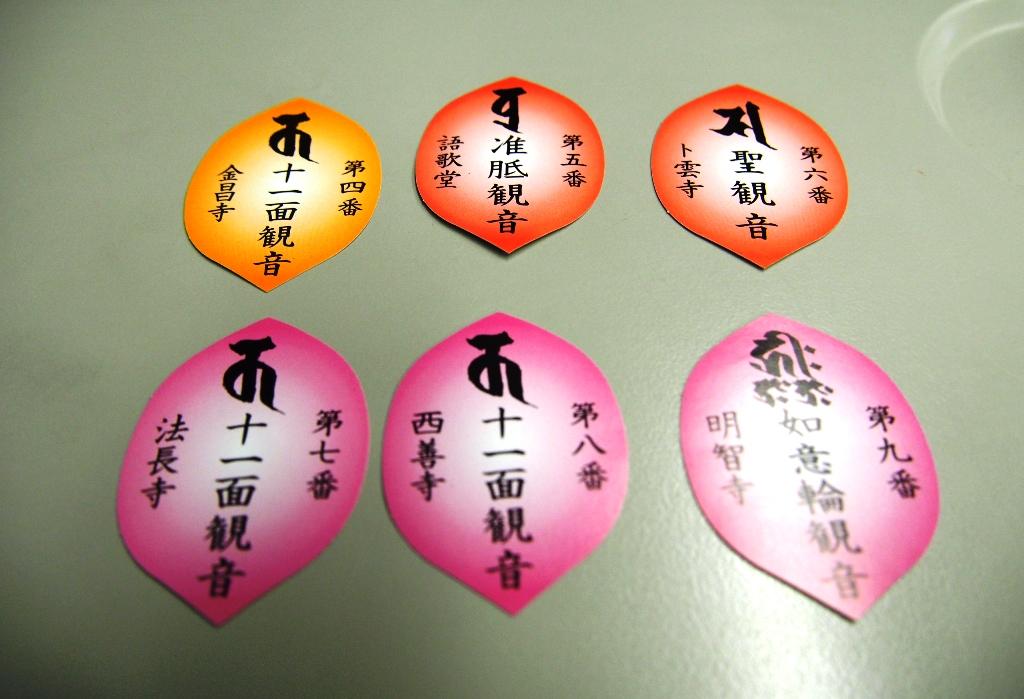 第四番
十一面観音
金昌寺
第五番
准胝観音
語歌堂
第六番
聖観音
卜雲寺
第七番
十一面観音
法長寺
第八番
十一面観音
西善寺
第九番
如意輪観音
明智寺